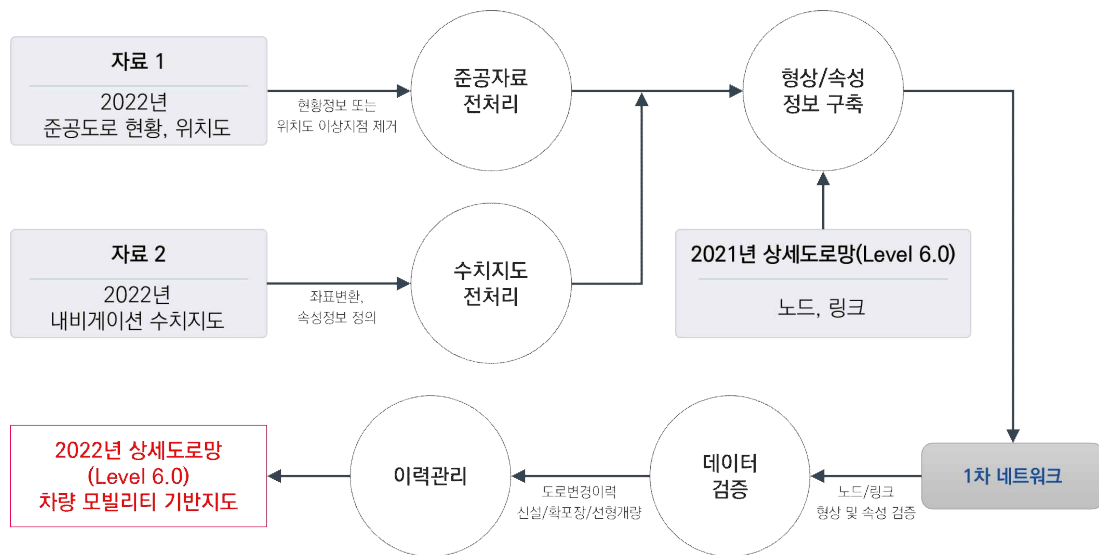 자료 1
2022년
준공도로 현황, 위치도
현황정보 또는
위치도 이상지점 제거
준공자료
전처리
형상/속성
정보 구축
자료 2
2022년
내비게이션 수치지도
좌표변환,
속성정보 정의
수치지도
전처리
2021년 상세도로망(Level 6.0)
노드, 링크
1차 네트워크
노드/링크
형상 및 속성 검증
데이터
검증
도로변경이력
신설/확포장/선형개량
이력관리
2022년 상세도로망
(Level 6.0)
차량 모빌리티 기반지도